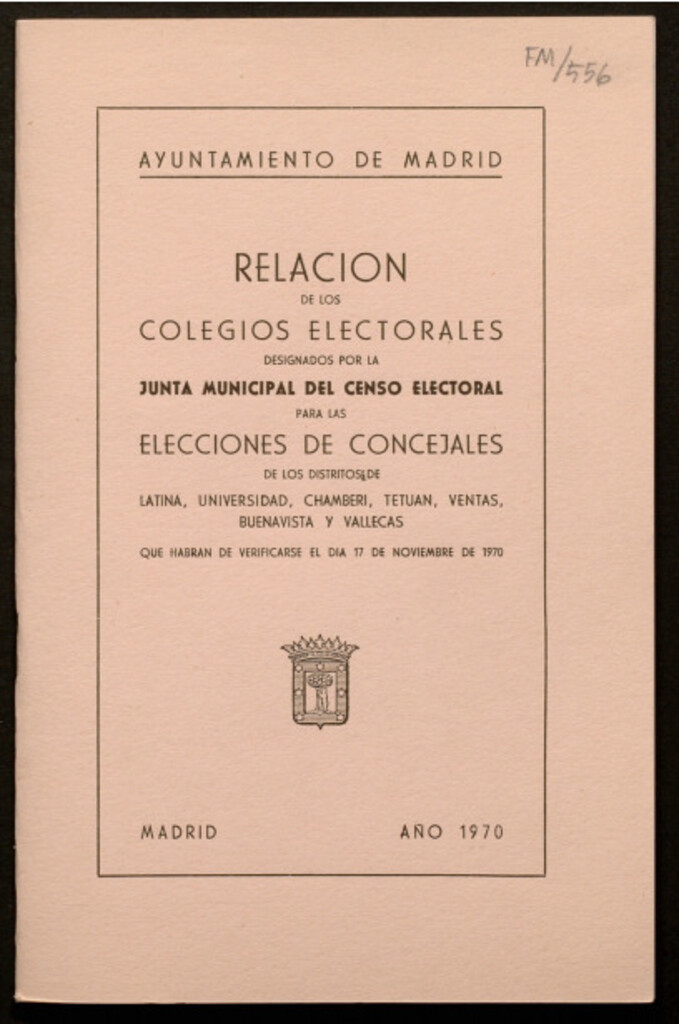 FM/556
AYUNTAMIENTO DE MADRID
RELACION
DE LOS
COLEGIOS ELECTORALES
DESIGNADOS POR LA
JUNTA MUNICIPAL DEL CENSO ELECTORAL
PARA LAS
ELECCIONES DE CONCEJALES
DE LOS DISTRITOS DE
LATINA, UNIVERSIDAD, CHAMBERI, TETUAN, VENTAS,
BUENAVISTA Y VALLECAS
QUE HABRAN DE VERIFICARSE EL DIA 17 DE NOVIEMBRE DE 1970
MADRID AÑO 1970